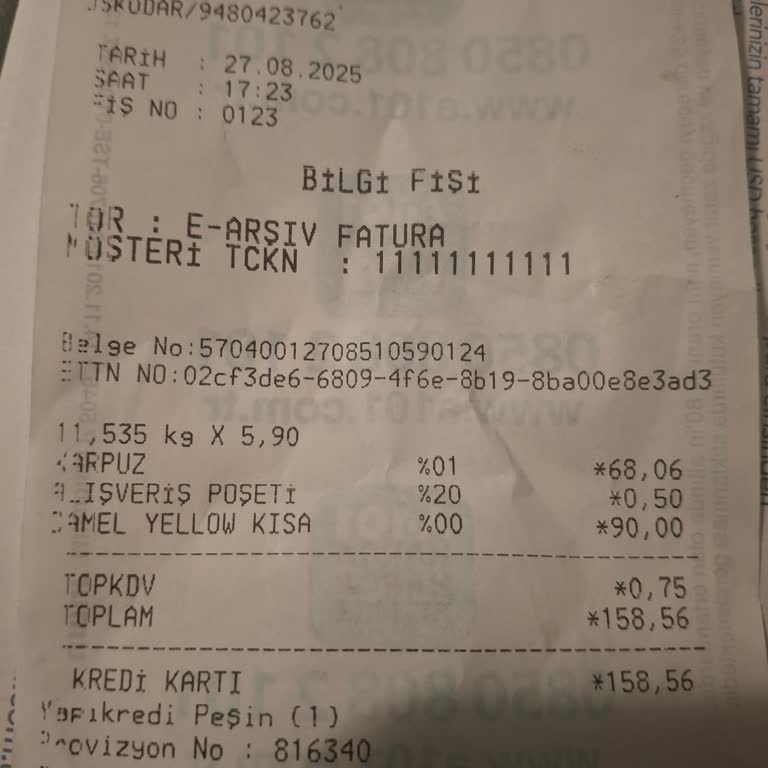 ÜSKÜDAR/9480423762
TARİH : 27.08.2025
SAAT : 17:23
FİŞ NO : 0123
BİLGİ FİŞİ
TÜR : E-ARŞİV FATURA
MÜŞTERİ TCKN : 11111111111
Belge No:57040012708510590124
ETTN NO:02cf3de6-6809-4f6e-8b19-8ba00e8e3ad3
11,535 kg X 5,90
KARPUZ %01 *68,06
ALIŞVERİŞ POŞETİ %20 *0,50
CAMEL YELLOW KISA %00 *90,00
TOPKDV *0,75
TOPLAM *158,56
KREDİ KARTI *158,56
Yapıkredi Peşin (1)
Provizyon No : 816340